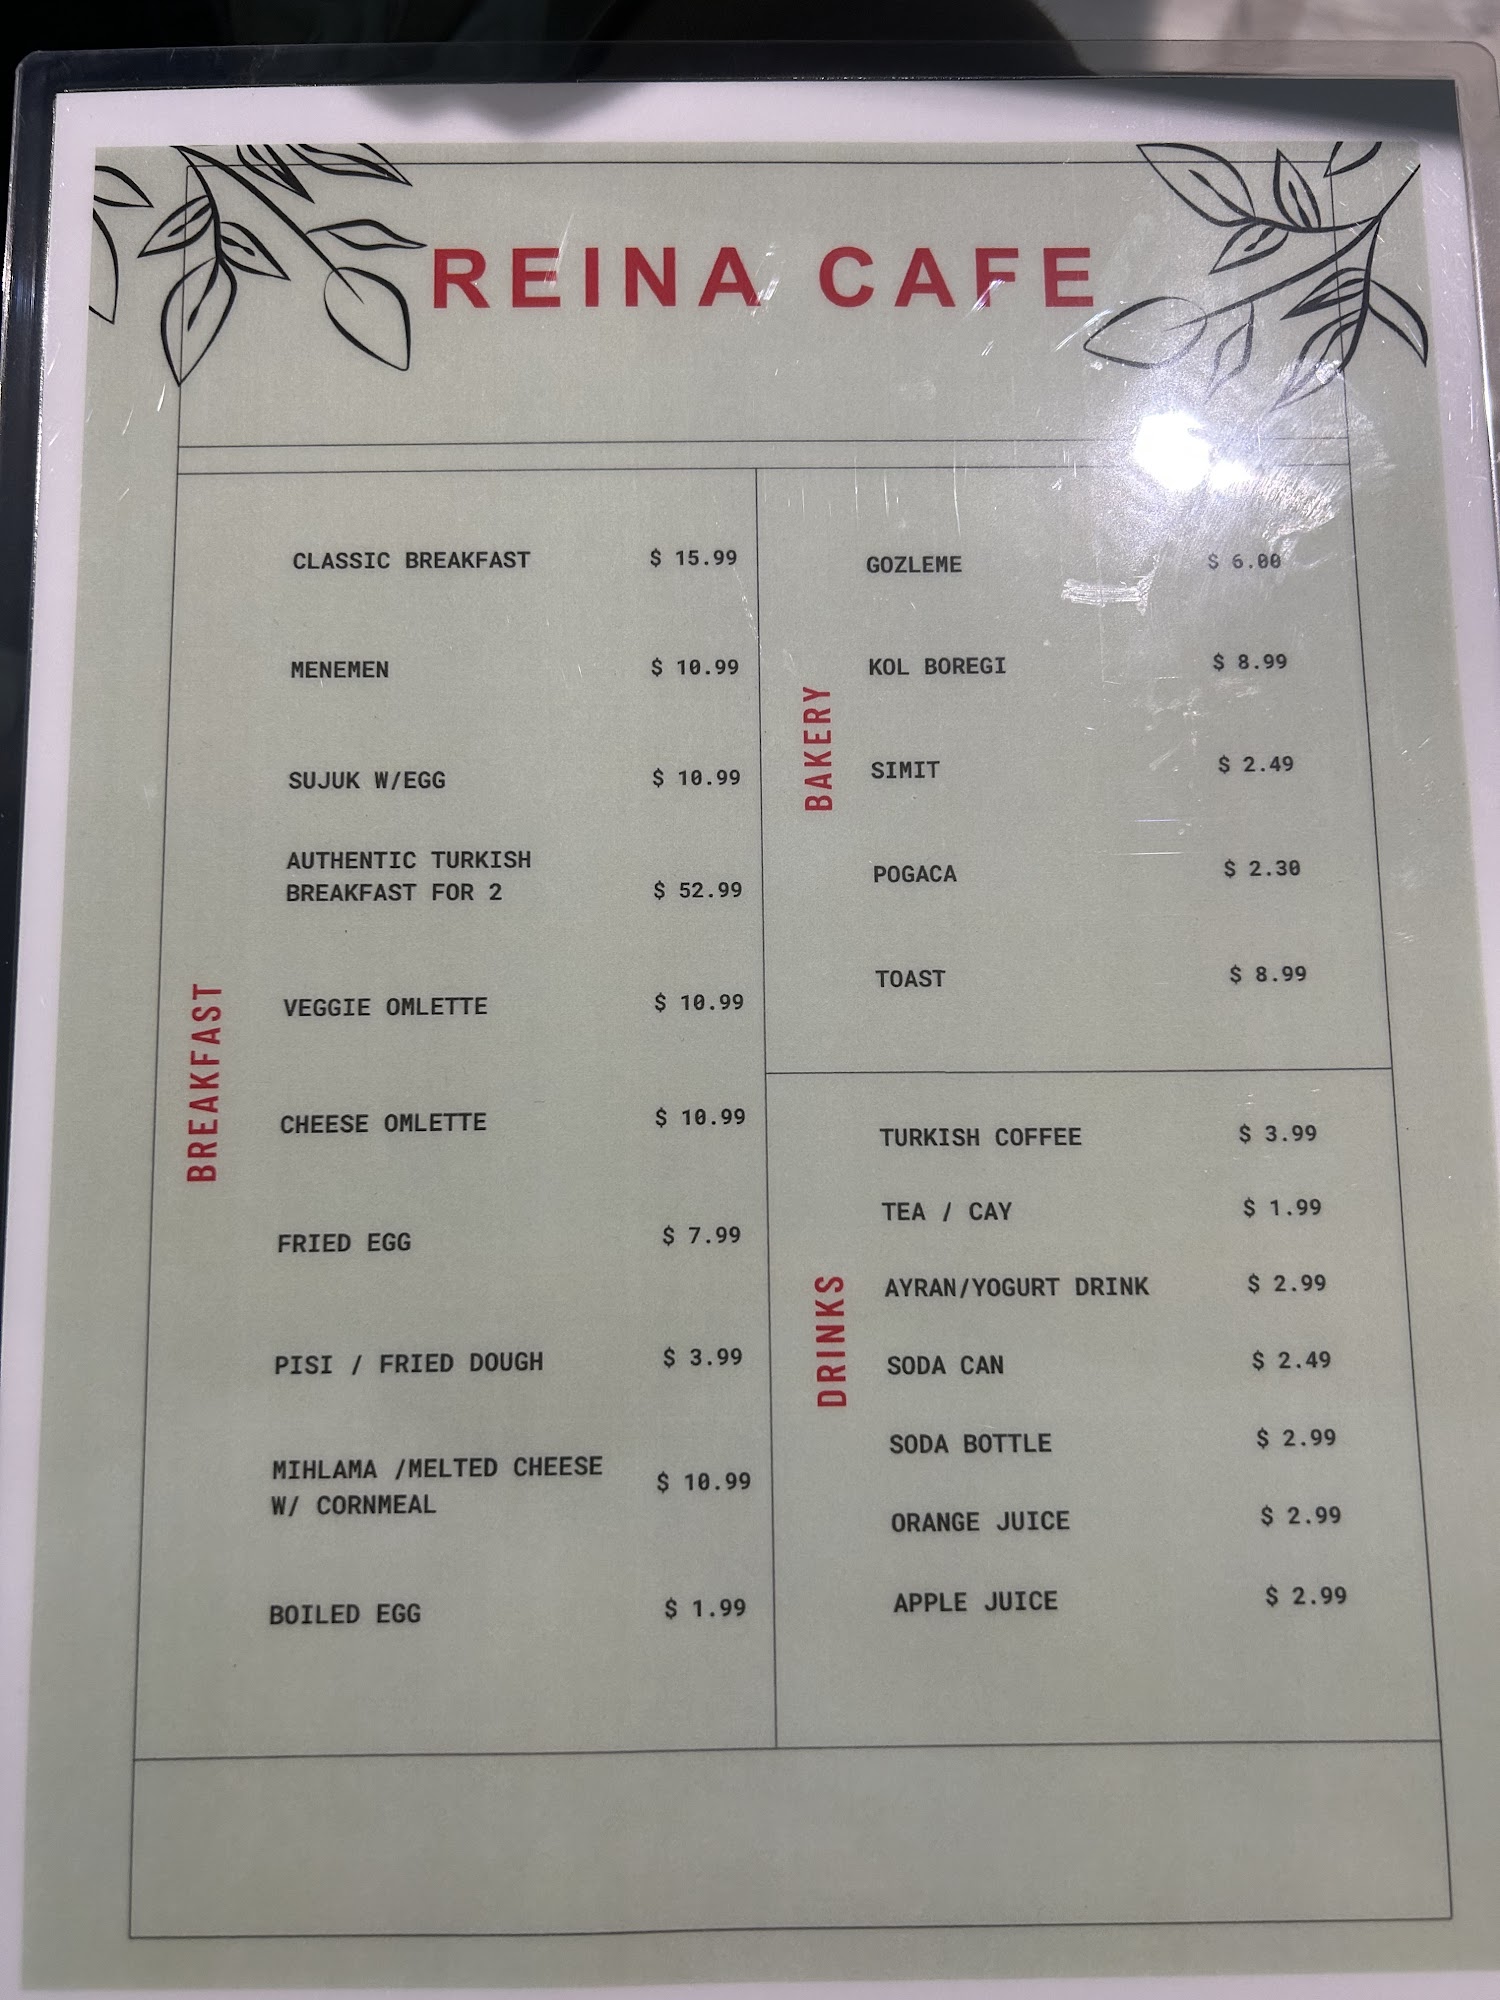 REINA CAFE
BREAKFAST
CLASSIC BREAKFAST $ 15.99
MENEMEN $ 10.99
SUJUK W/EGG $ 10.99
AUTHENTIC TURKISH
BREAKFAST FOR 2 $ 52.99
VEGGIE OMLETTE $ 10.99
CHEESE OMLETTE $ 10.99
FRIED EGG $ 7.99
PISI / FRIED DOUGH $ 3.99
MIHLAMA /MELTED CHEESE
W/ CORNMEAL $ 10.99
BOILED EGG $ 1.99
BAKERY
GOZLEME $ 6.00
KOL BOREGI $ 8.99
SIMIT $ 2.49
POGACA $ 2.30
TOAST $ 8.99
DRINKS
TURKISH COFFEE $ 3.99
TEA / CAY $ 1.99
AYRAN/YOGURT DRINK $ 2.99
SODA CAN $ 2.49
SODA BOTTLE $ 2.99
ORANGE JUICE $ 2.99
APPLE JUICE $ 2.99